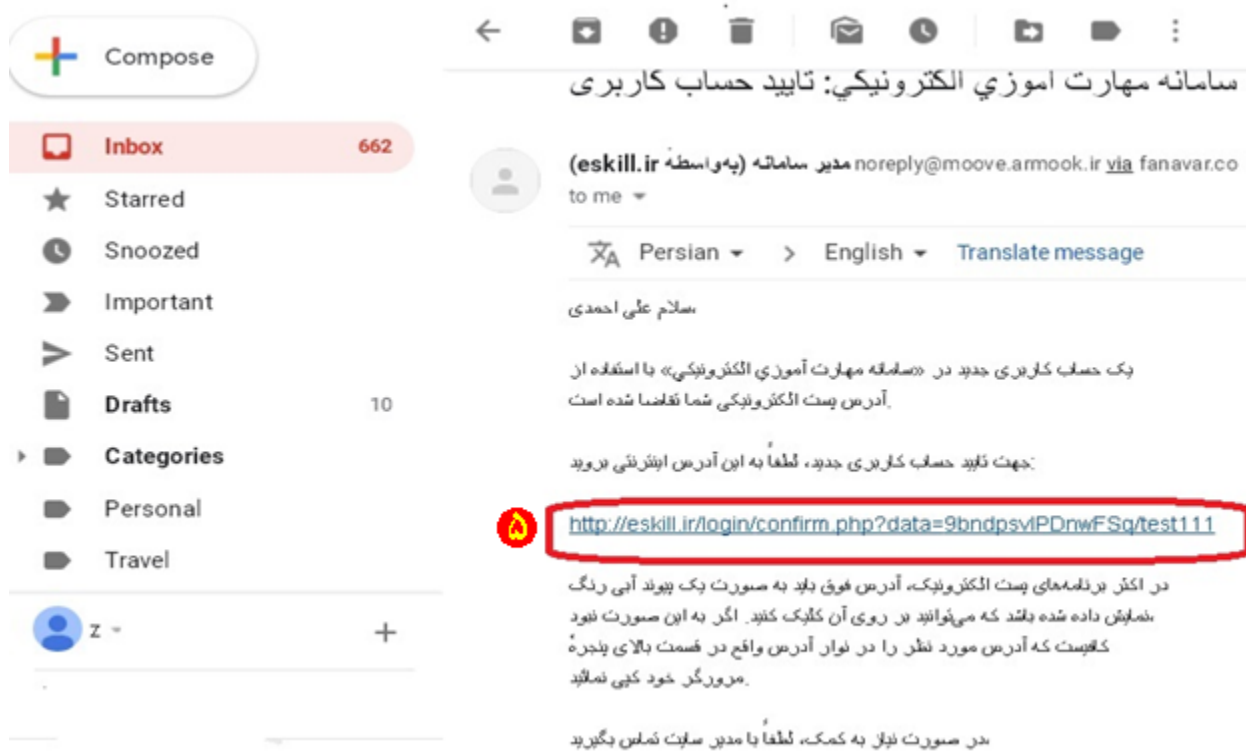 Compose
Inbox 662
Starred
Snoozed
Important
Sent
Drafts 10
Categories
Personal
Travel
z
سامانه مهارت آموزي الكترونيكي: تاييد حساب کاربری
مدیر سامانه (به‌واسطهٔ eskill.ir) noreply@moove.armook.ir via fanavar.co
to me
Persian > English Translate message
سلام علی احمدی،
یک حساب کاربری جدید در «سامانه مهارت آموزي الكترونيكي» با استفاده از
آدرس پست الکترونیکی شما تقاضا شده است.
جهت تایید حساب کاربری جدید، لطفاً به این آدرس اینترنتی بروید:
۵
http://eskill.ir/login/confirm.php?data=9bndpsvlPDnwFSq/test111
در اکثر برنامه‌های پست الکترونیک، آدرس فوق باید به صورت یک پیوند آبی رنگ
نمایش داده شده باشد که می‌توانید بر روی آن کلیک کنید. اگر به این صورت نبود،
کافیست که آدرس مورد نظر را در نوار آدرس واقع در قسمت بالای پنجرهٔ
مرورگر خود کپی نمائید.
در صورت نیاز به کمک، لطفاً با مدیر سایت تماس بگیرید،